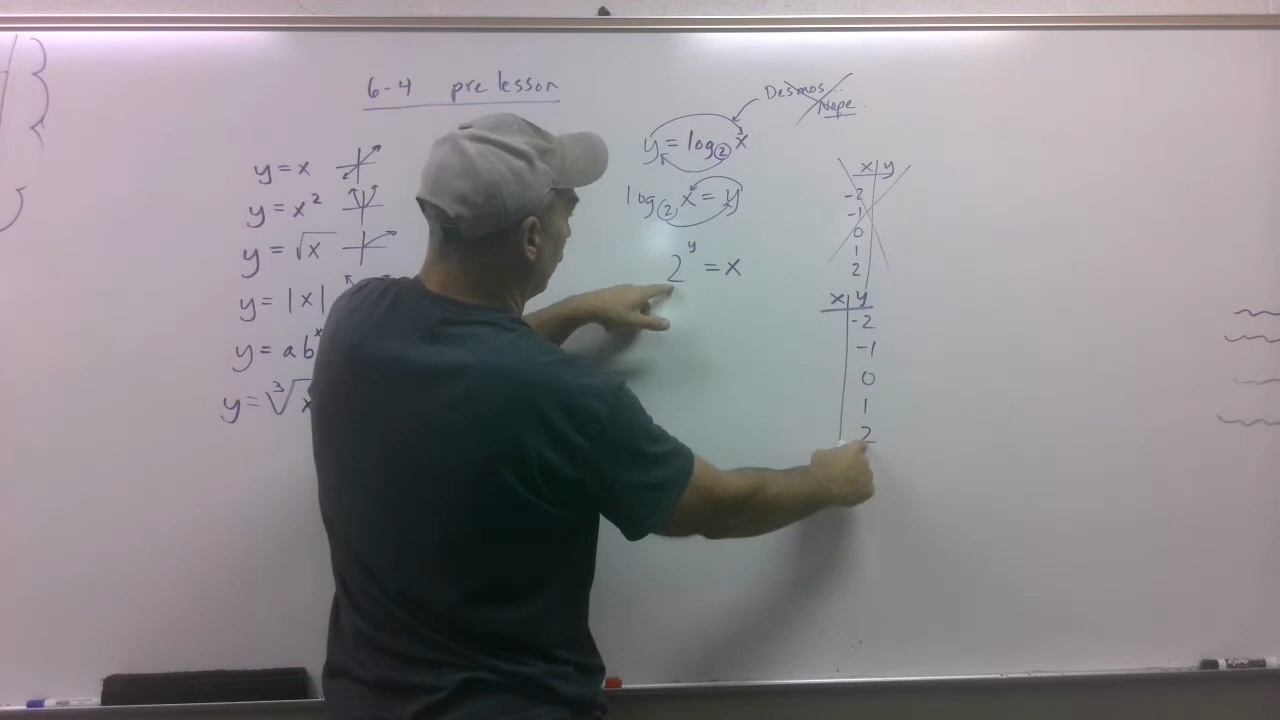 6-4 pre lesson
Desmos...
Nope.
y = x
y = x²
y = √x
y = |x|
y = ab^x
y = ∛x
y = log₂ x
log₂ x = y
2^y = x
x | y
-2
-1
0
1
2
x | y
-2
-1
0
1
2